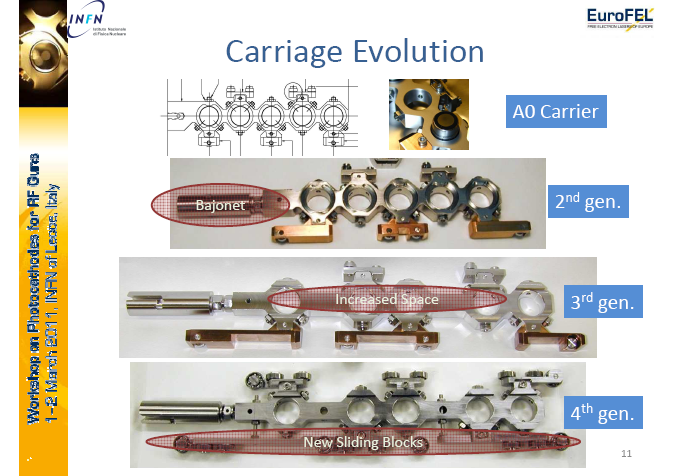 INFN
Istituto Nazionale
di Fisica Nucleare
EuroFEL
FREE ELECTRON LASERS OF EUROPE
Carriage Evolution
A0 Carrier
Bajonet
2nd gen.
Increased Space
3rd gen.
4th gen.
New Sliding Blocks
Workshop on Photocathodes for RF Guns
1-2 March 2011, INFN of Lecce, Italy
11